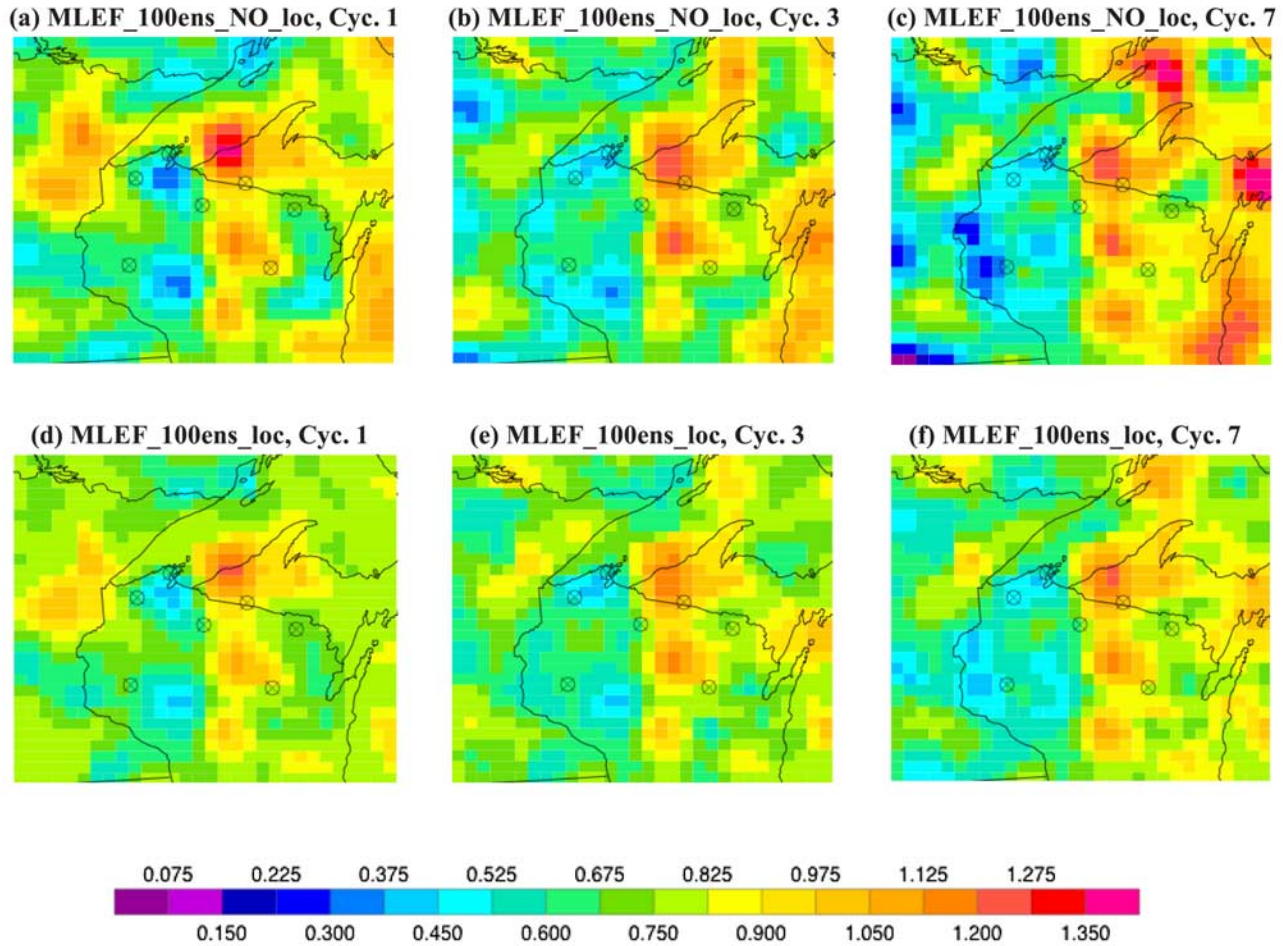 (a) MLEF_100ens_NO_loc, Cyc. 1
(b) MLEF_100ens_NO_loc, Cyc. 3
(c) MLEF_100ens_NO_loc, Cyc. 7
(d) MLEF_100ens_loc, Cyc. 1
(e) MLEF_100ens_loc, Cyc. 3
(f) MLEF_100ens_loc, Cyc. 7
0.075 0.225 0.375 0.525 0.675 0.825 0.975 1.125 1.275
0.150 0.300 0.450 0.600 0.750 0.900 1.050 1.200 1.350